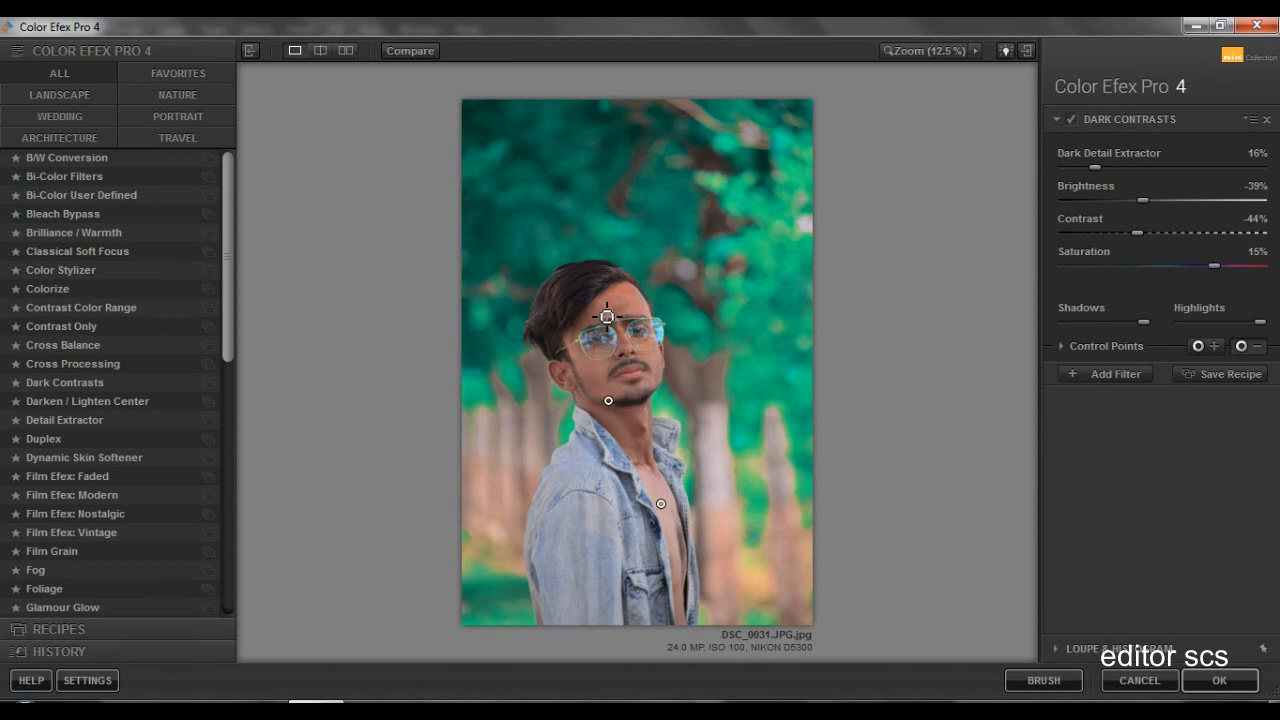 Color Efex Pro 4
COLOR EFEX PRO 4
ALL
FAVORITES
LANDSCAPE
NATURE
WEDDING
PORTRAIT
ARCHITECTURE
TRAVEL
B/W Conversion
Bi-Color Filters
Bi-Color User Defined
Bleach Bypass
Brilliance / Warmth
Classical Soft Focus
Color Stylizer
Colorize
Contrast Color Range
Contrast Only
Cross Balance
Cross Processing
Dark Contrasts
Darken / Lighten Center
Detail Extractor
Duplex
Dynamic Skin Softener
Film Efex: Faded
Film Efex: Modern
Film Efex: Nostalgic
Film Efex: Vintage
Film Grain
Fog
Foliage
Glamour Glow
RECIPES
HISTORY
HELP
SETTINGS
Compare
Zoom (12.5 %)
DSC_0031.JPG.jpg
24.0 MP, ISO 100, NIKON D5300
Nik Collection
Color Efex Pro 4
DARK CONTRASTS
Dark Detail Extractor 16%
Brightness -39%
Contrast -44%
Saturation 15%
Shadows Highlights
Control Points
Add Filter Save Recipe
LOUPE & HISTOGRAM
editor scs
BRUSH CANCEL OK